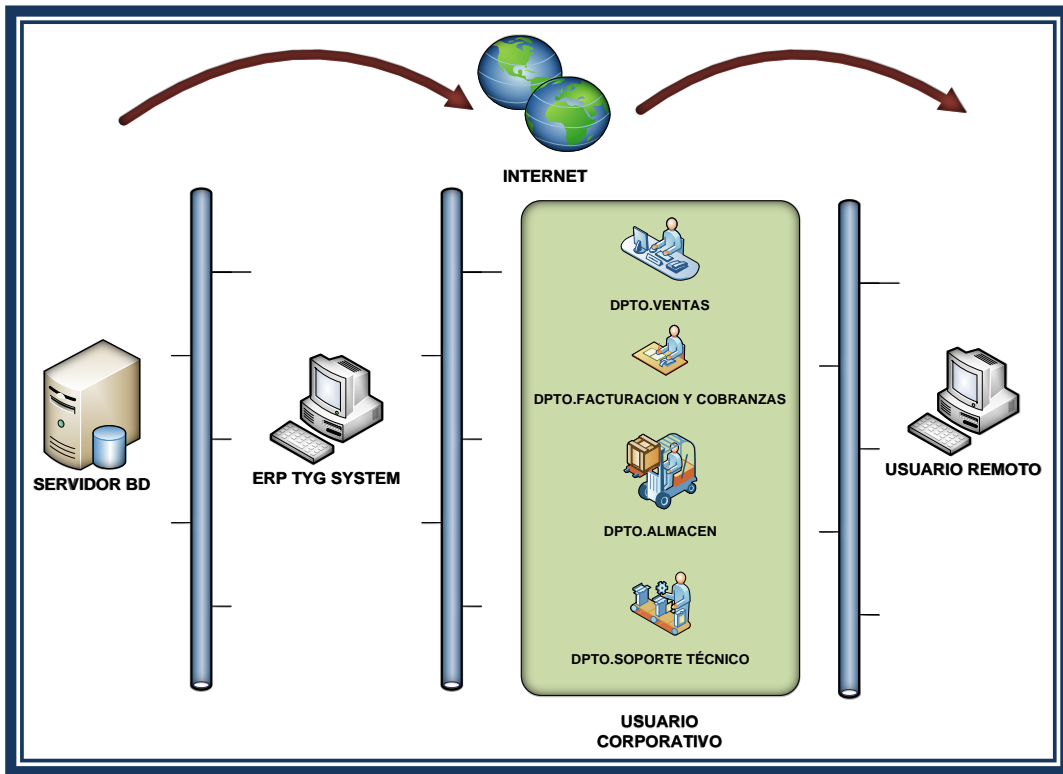 INTERNET
DPTO.VENTAS
DPTO.FACTURACION Y COBRANZAS
SERVIDOR BD
ERP TYG SYSTEM
USUARIO REMOTO
DPTO.ALMACEN
DPTO.SOPORTE TÉCNICO
USUARIO
CORPORATIVO